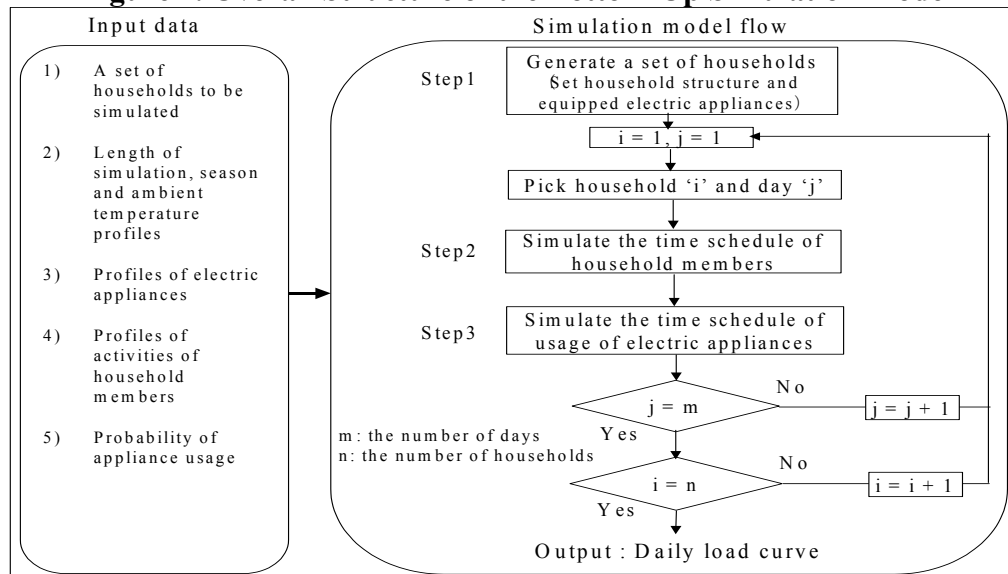 Input data
1) A set of
households to be
simulated
2) Length of
simulation, season
and ambient
temperature
profiles
3) Profiles of electric
appliances
4) Profiles of
activities of
household
members
5) Probability of
appliance usage
Simulation model flow
Step1
Generate a set of households
(Set household structure and
equipped electric appliances)
i = 1, j = 1
Pick household ‘i’ and day ‘j’
Step2
Simulate the time schedule of
household members
Step3
Simulate the time schedule of
usage of electric appliances
j = m
No
j = j + 1
Yes
m: the number of days
n: the number of households
i = n
No
i = i + 1
Yes
Output : Daily load curve